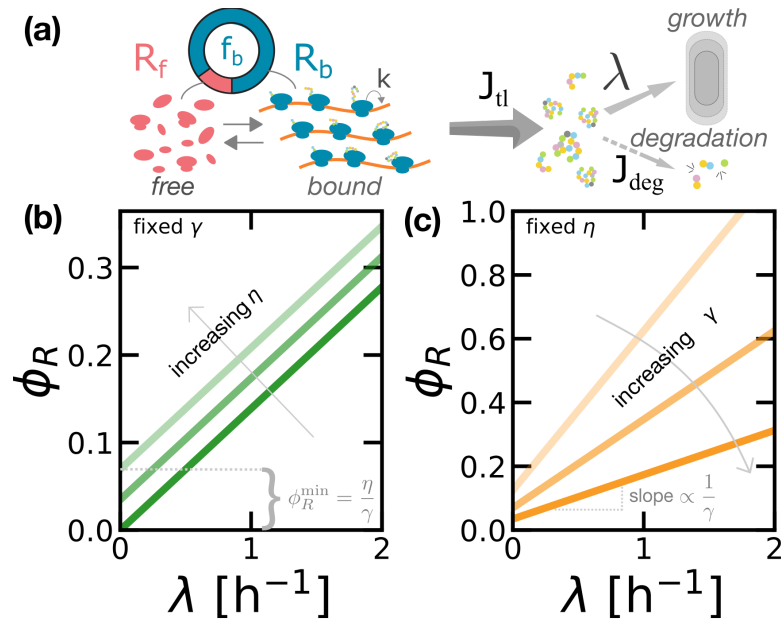 (a)
R_f
f_b
R_b
k
J_tl
λ
growth
degradation
J_deg
free
bound
(b)
fixed γ
increasing η
ϕ_R
0.3
0.2
0.1
0.0
ϕ_R^min = η/γ
0
1
2
λ [h⁻¹]
(c)
fixed η
increasing γ
ϕ_R
1.0
0.8
0.6
0.4
0.2
0.0
slope ∝ 1/γ
0
1
2
λ [h⁻¹]